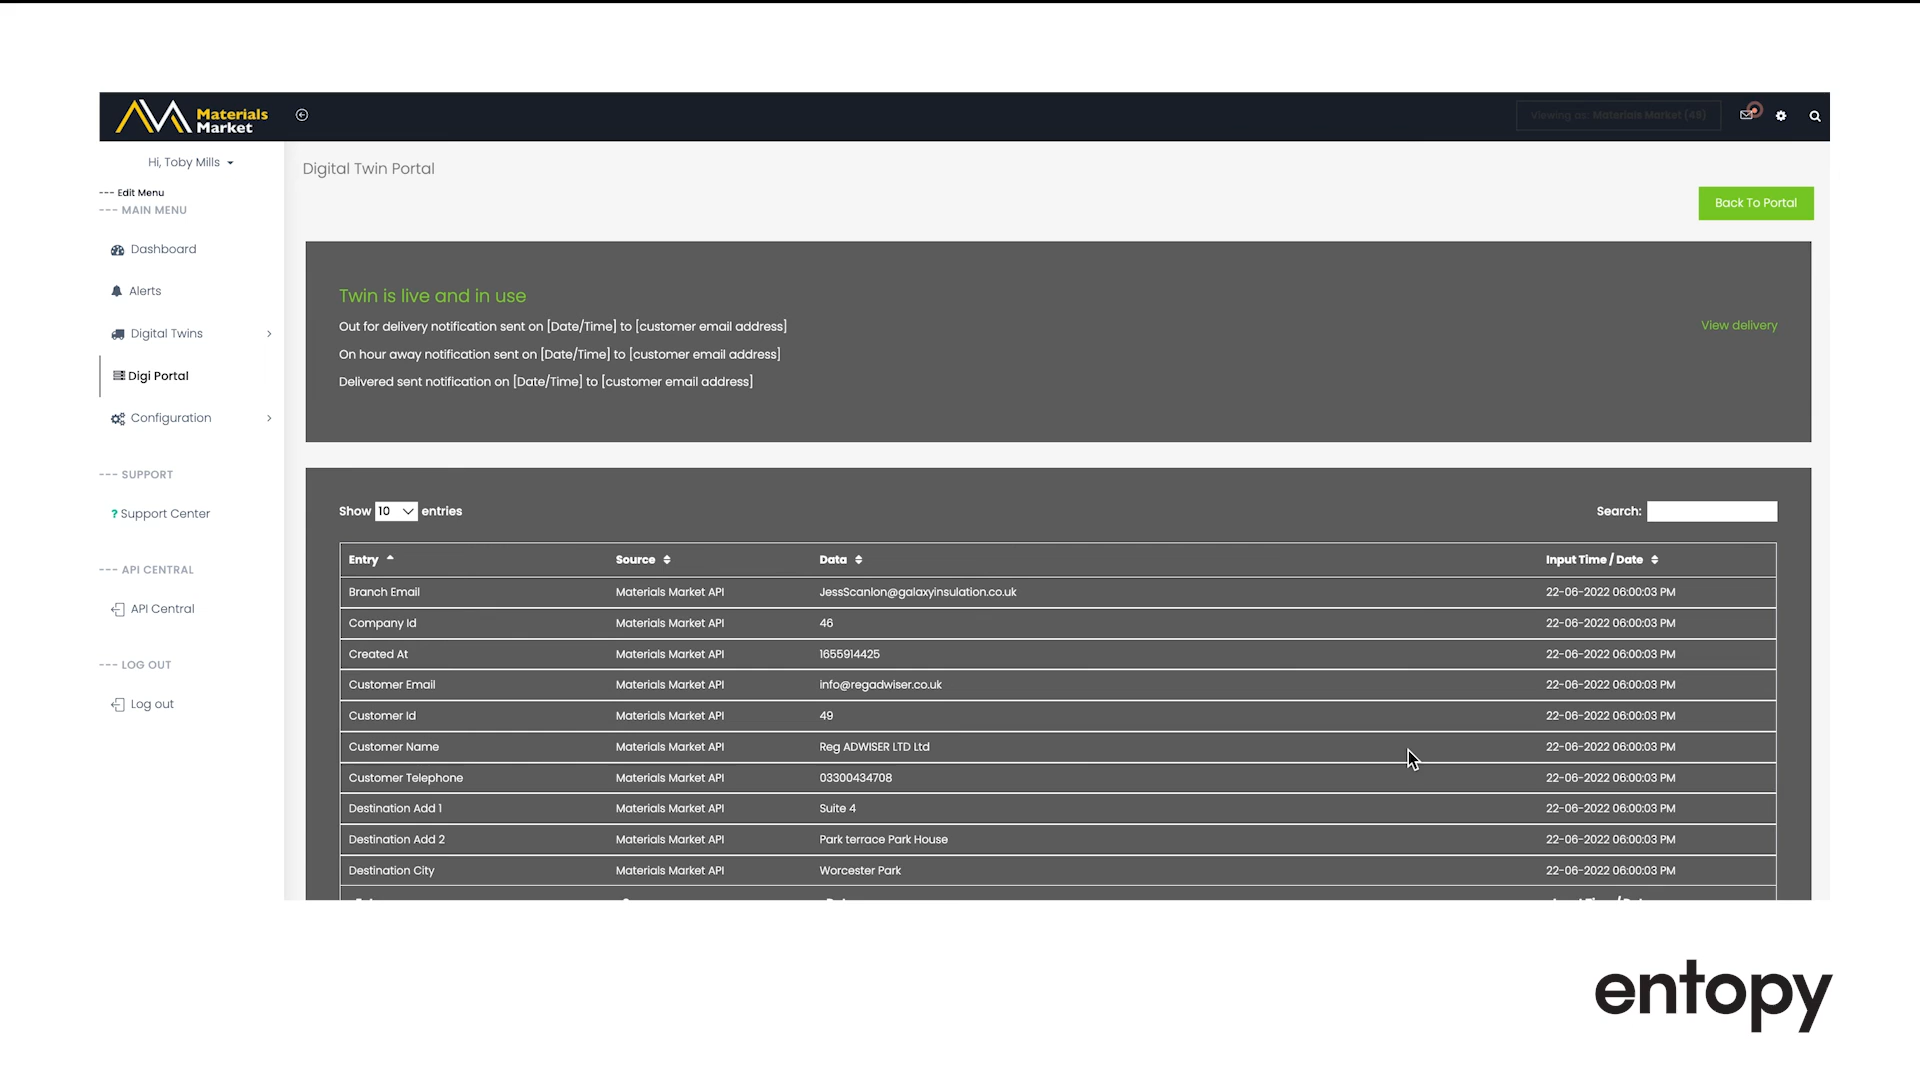 Materials
Market
Viewing as: Materials Market (49)
Hi, Toby Mills
Digital Twin Portal
--- Edit Menu
--- MAIN MENU
Back To Portal
Dashboard
Alerts
Digital Twins
Digi Portal
Configuration
--- SUPPORT
? Support Center
--- API CENTRAL
API Central
--- LOG OUT
Log out
Twin is live and in use
Out for delivery notification sent on [Date/Time] to [customer email address]
View delivery
On hour away notification sent on [Date/Time] to [customer email address]
Delivered sent notification on [Date/Time] to [customer email address]
Show 10 entries
Search:
Entry Source Data Input Time / Date
Branch Email Materials Market API JessScanlon@galaxyinsulation.co.uk 22-06-2022 06:00:03 PM
Company Id Materials Market API 46 22-06-2022 06:00:03 PM
Created At Materials Market API 1655914425 22-06-2022 06:00:03 PM
Customer Email Materials Market API info@regadwiser.co.uk 22-06-2022 06:00:03 PM
Customer Id Materials Market API 49 22-06-2022 06:00:03 PM
Customer Name Materials Market API Reg ADWISER LTD Ltd 22-06-2022 06:00:03 PM
Customer Telephone Materials Market API 03300434708 22-06-2022 06:00:03 PM
Destination Add 1 Materials Market API Suite 4 22-06-2022 06:00:03 PM
Destination Add 2 Materials Market API Park terrace Park House 22-06-2022 06:00:03 PM
Destination City Materials Market API Worcester Park 22-06-2022 06:00:03 PM
entopy